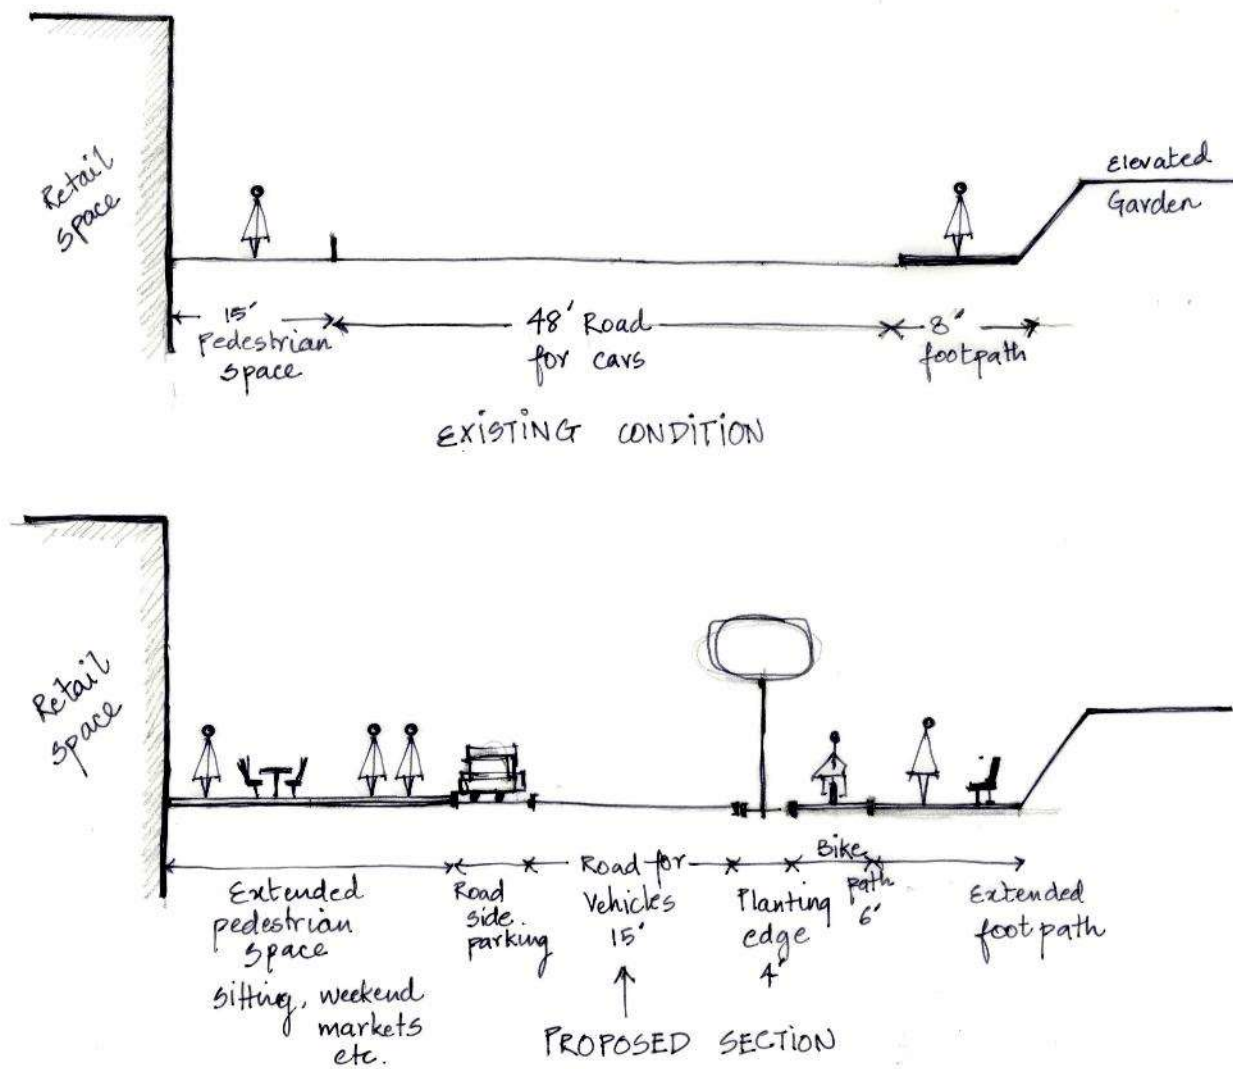 Retail
space
Elevated
Garden
15'
Pedestrian
space
48' Road
for cars
8'
footpath
EXISTING CONDITION
Retail
space
Extended
pedestrian
space
sitting, weekend
markets
etc.
Road
side
parking
Road for
Vehicles
15'
Planting
edge
4'
Bike
path
6'
Extended
foot path
PROPOSED SECTION